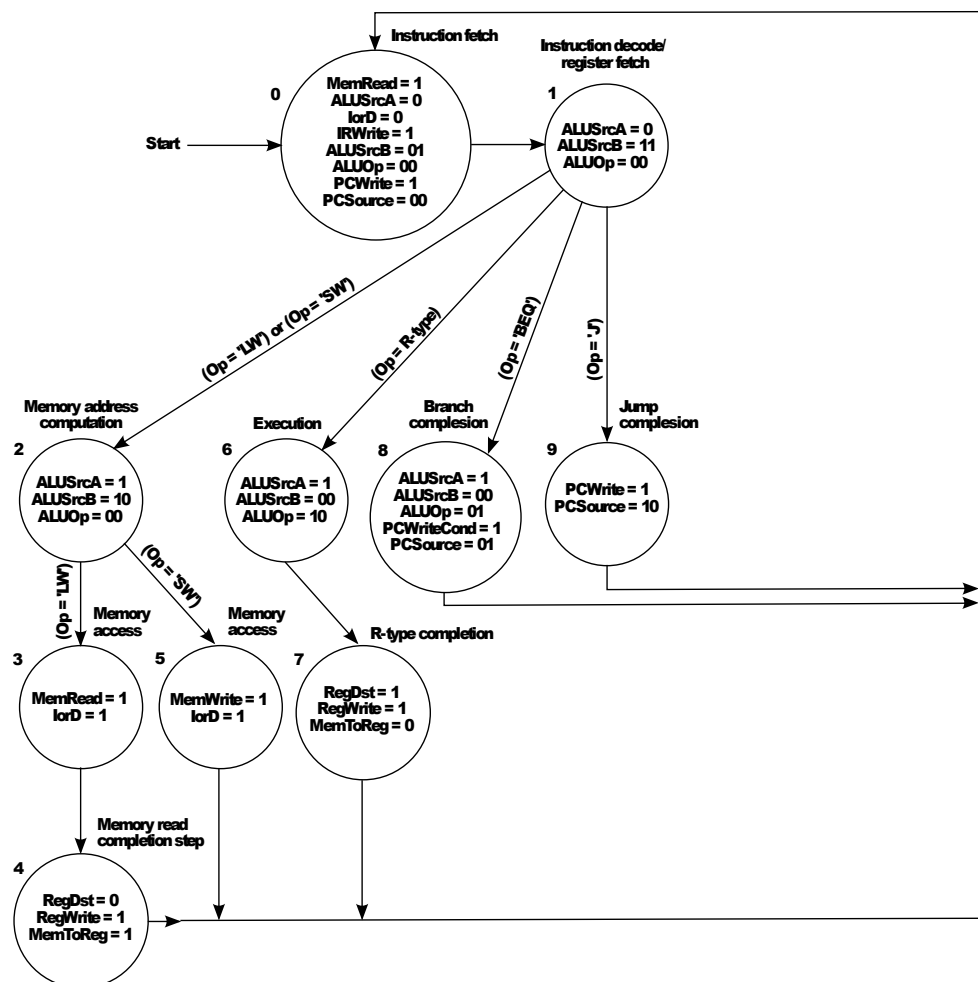 Instruction fetch
0
MemRead = 1
ALUSrcA = 0
IorD = 0
IRWrite = 1
ALUSrcB = 01
ALUOp = 00
PCWrite = 1
PCSource = 00
Start
Instruction decode/
register fetch
1
ALUSrcA = 0
ALUSrcB = 11
ALUOp = 00
(Op = 'LW') or (Op = 'SW')
(Op = R-type)
(Op = 'BEQ')
(Op = 'J')
Memory address
computation
2
ALUSrcA = 1
ALUSrcB = 10
ALUOp = 00
Execution
6
ALUSrcA = 1
ALUSrcB = 00
ALUOp = 10
Branch
complesion
8
ALUSrcA = 1
ALUSrcB = 00
ALUOp = 01
PCWriteCond = 1
PCSource = 01
Jump
complesion
9
PCWrite = 1
PCSource = 10
(Op = 'LW')
(Op = 'SW')
Memory
access
3
MemRead = 1
IorD = 1
Memory
access
5
MemWrite = 1
IorD = 1
R-type completion
7
RegDst = 1
RegWrite = 1
MemToReg = 0
Memory read
completion step
4
RegDst = 0
RegWrite = 1
MemToReg = 1